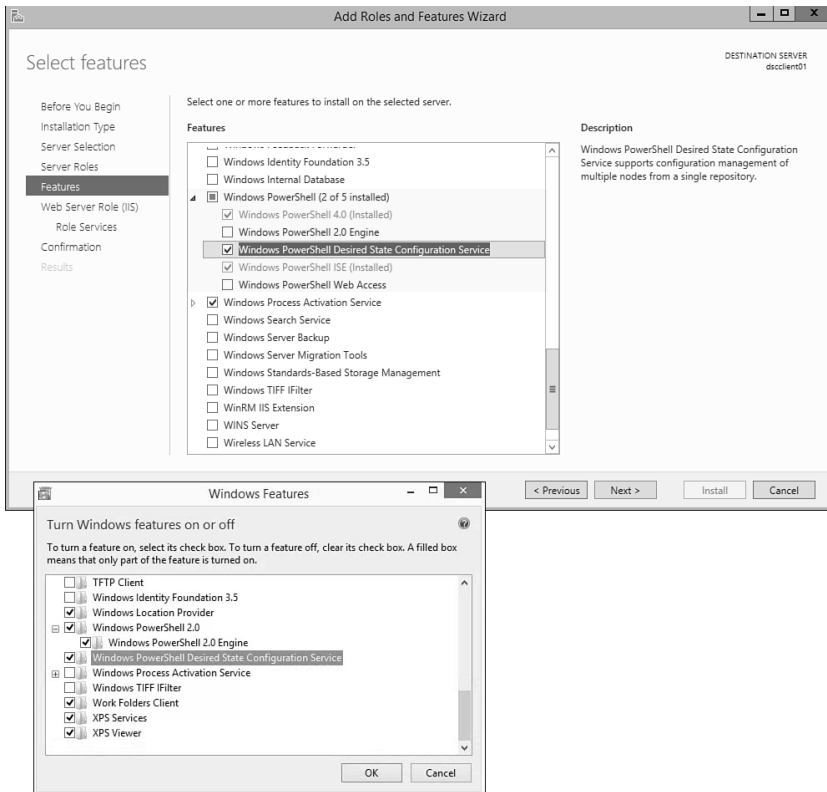 Add Roles and Features Wizard
Select features
DESTINATION SERVER
dscclient01
Before You Begin
Installation Type
Server Selection
Server Roles
Features
Web Server Role (IIS)
Role Services
Confirmation
Results
Select one or more features to install on the selected server.
Features
Windows Identity Foundation 3.5
Windows Internal Database
Windows PowerShell (2 of 5 installed)
Windows PowerShell 4.0 (Installed)
Windows PowerShell 2.0 Engine
Windows PowerShell Desired State Configuration Service
Windows PowerShell ISE (Installed)
Windows PowerShell Web Access
Windows Process Activation Service
Windows Search Service
Windows Server Backup
Windows Server Migration Tools
Windows Standards-Based Storage Management
Windows TIFF IFilter
WinRM IIS Extension
WINS Server
Wireless LAN Service
Description
Windows PowerShell Desired State Configuration
Service supports configuration management of
multiple nodes from a single repository.
< Previous
Next >
Install
Cancel
Windows Features
Turn Windows features on or off
To turn a feature on, select its check box. To turn a feature off, clear its check box. A filled box
means that only part of the feature is turned on.
TFTP Client
Windows Identity Foundation 3.5
Windows Location Provider
Windows PowerShell 2.0
Windows PowerShell 2.0 Engine
Windows PowerShell Desired State Configuration Service
Windows Process Activation Service
Windows TIFF IFilter
Work Folders Client
XPS Services
XPS Viewer
OK
Cancel